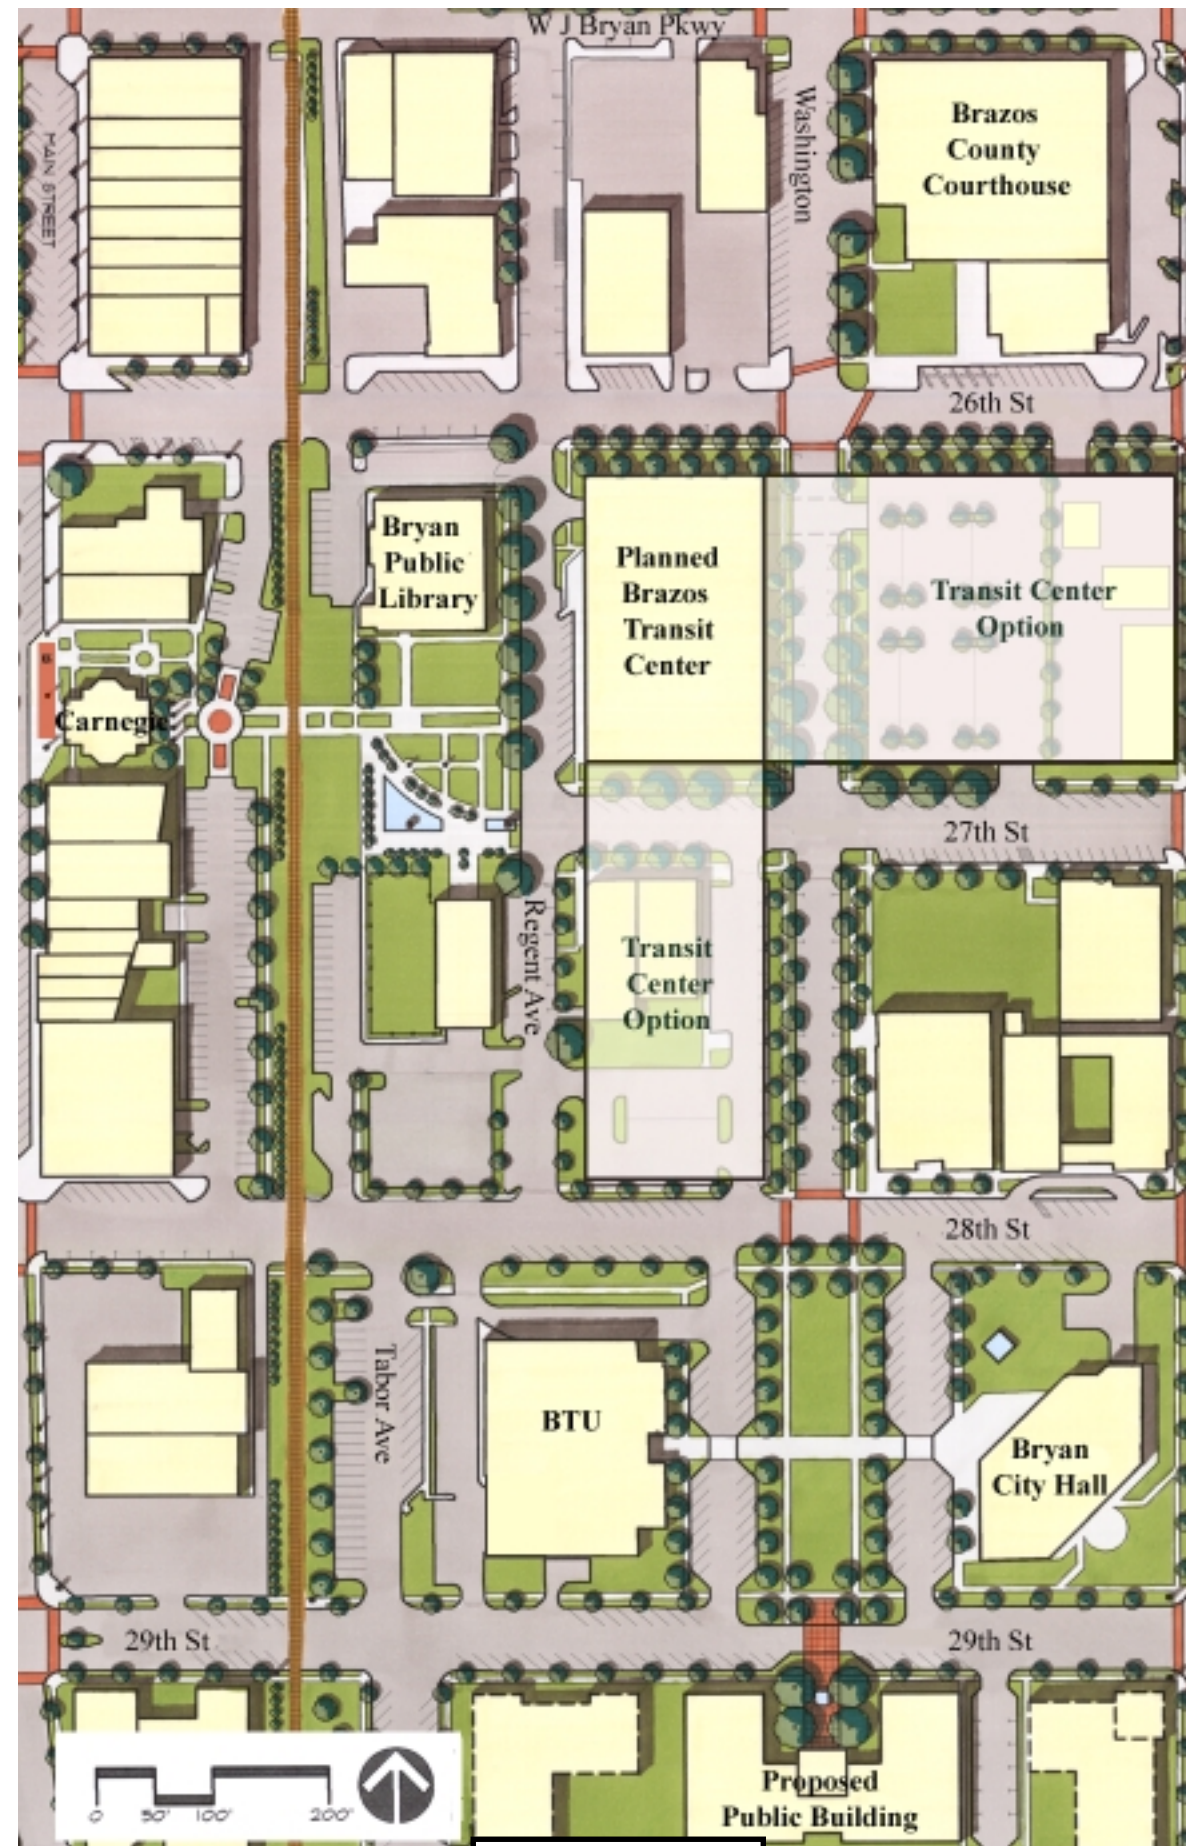 W J Bryan Pkwy
MAIN STREET
Washington
Brazos
County
Courthouse
26th St
Bryan
Public
Library
Planned
Brazos
Transit
Center
Transit Center
Option
Carnegie
27th St
Regent Ave
Transit
Center
Option
28th St
Tabor Ave
BTU
Bryan
City Hall
29th St
29th St
0 50' 100' 200'
Proposed
Public Building